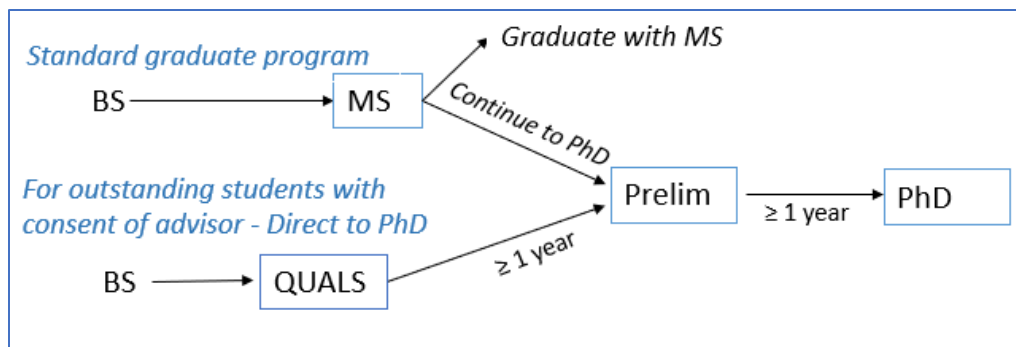 Graduate with MS
Standard graduate program
BS
MS
Continue to PhD
For outstanding students with
consent of advisor - Direct to PhD
Prelim
≥ 1 year
PhD
BS
QUALS
≥ 1 year